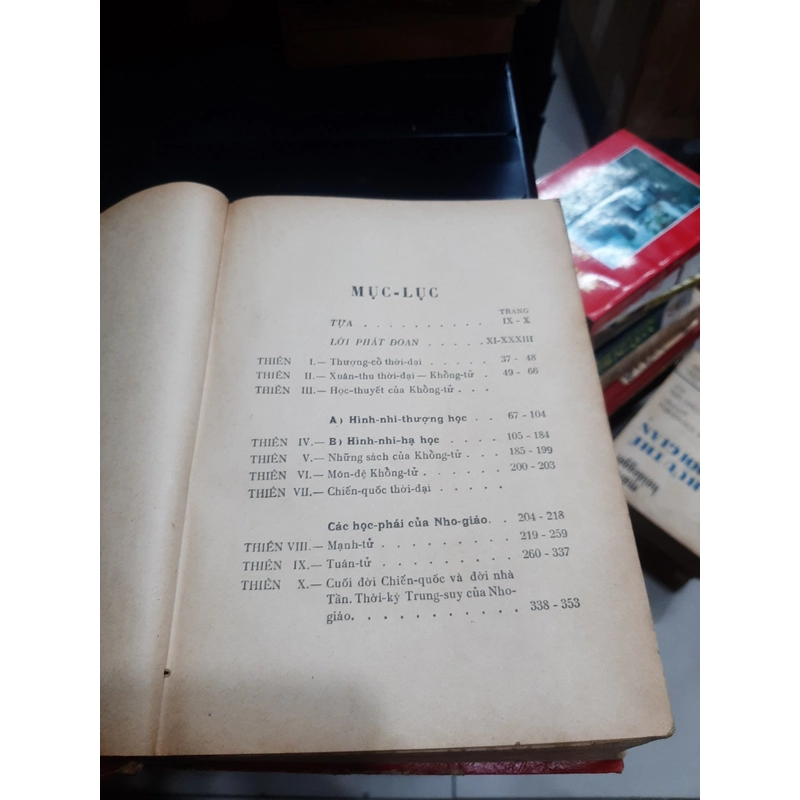 MỤC-LỤC
TRANG
TỰA . . . . . . . . . . IX - X
LỜI PHÁT ĐOAN . . . . . XI-XXXIII
THIÊN I.— Thượng-cổ thời-đại . . . . . 37 - 48
THIÊN II.— Xuân-thu thời-đại — Khổng-tử . 49 - 66
THIÊN III.— Học-thuyết của Khổng-tử . . .
A) Hình-nhi-thượng học . . 67 - 104
THIÊN IV.— B) Hình-nhi-hạ học . . . . 105 - 184
THIÊN V.— Những sách của Khổng-tử . . 185 - 199
THIÊN VI.— Môn-đệ Khổng-tử . . . . . 200 - 203
THIÊN VII.— Chiến-quốc thời-đại . . . . .
Các học-phái của Nho-giáo. . 204 - 218
THIÊN VIII.— Mạnh-tử . . . . . . . . . 219 - 259
THIÊN IX.— Tuân-tử . . . . . . . . . 260 - 337
THIÊN X.— Cuối đời Chiến-quốc và đời nhà
Tần. Thời-kỳ Trung-suy của Nho-
giáo. . . . . . . . . . . . 338 - 353